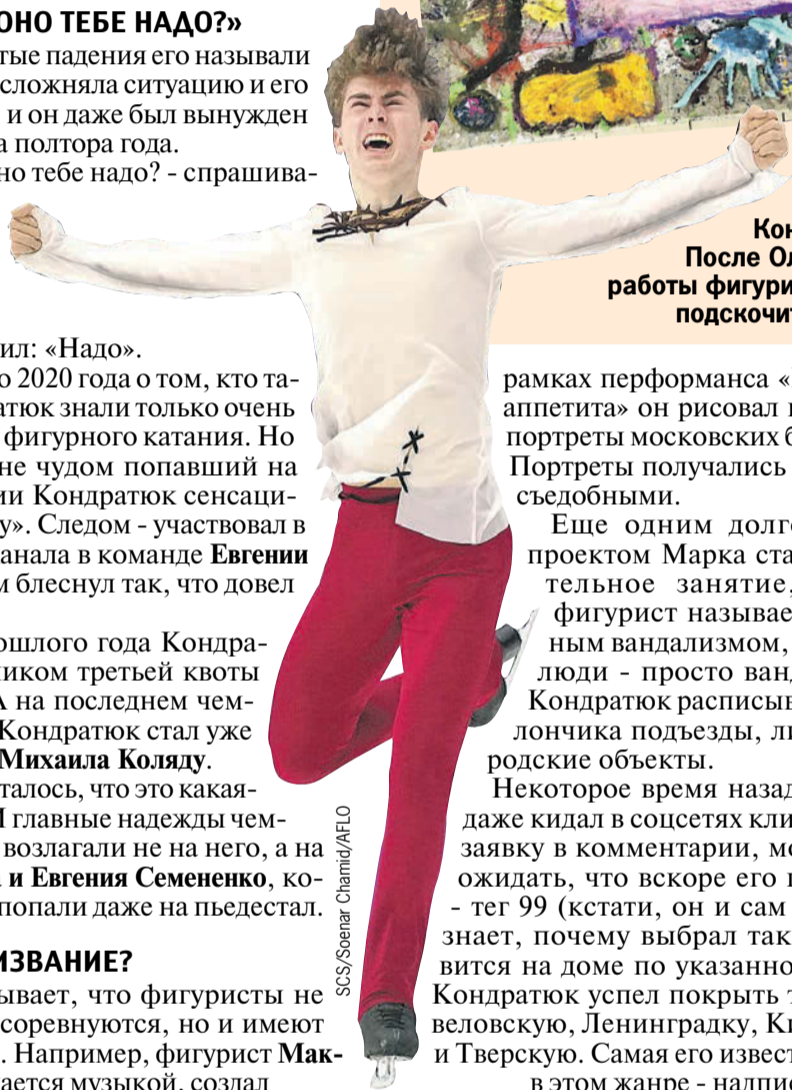 ОНО ТЕБЕ НАДО?»
тые падения его называли
сложняла ситуацию и его
и он даже был вынужден
а полтора года.
но тебе надо? - спрашива-
ил: «Надо».
о 2020 года о том, кто та-
атюк знали только очень
фигурного катания. Но
не чудом попавший на
ии Кондратюк сенсаци-
у». Следом - участвовал в
анала в команде Евгении
м блеснул так, что довел
ошлого года Кондра-
иком третьей квоты
А на последнем чем-
Кондратюк стал уже
Михаила Коляду.
талось, что это какая-
И главные надежды чем-
возлагали не на него, а на
и Евгения Семененко, ко-
попали даже на пьедестал.
ИЗВАНИЕ?
ывает, что фигуристы не
соревнуются, но и имеют
. Например, фигурист Мак-
ается музыкой, создал
SCS/Soenar Chamid/AFLO
Кон
После Ол
работы фигури
подскочит
рамках перформанса «
аппетита» он рисовал
портреты московских б
Портреты получались
съедобными.
Еще одним долго
проектом Марка ста
тельное занятие,
фигурист называе
ным вандализмом,
люди - просто ванд
Кондратюк расписыв
лончика подъезды, ли
родские объекты.
Некоторое время назад
даже кидал в соцсетях кли
заявку в комментарии, мо
ожидать, что вскоре его
- тег 99 (кстати, он и сам
знает, почему выбрал так
вится на доме по указанно
Кондратюк успел покрыть
веловскую, Ленинградку, Ки
и Тверскую. Самая его извест
в этом жанре - надпис